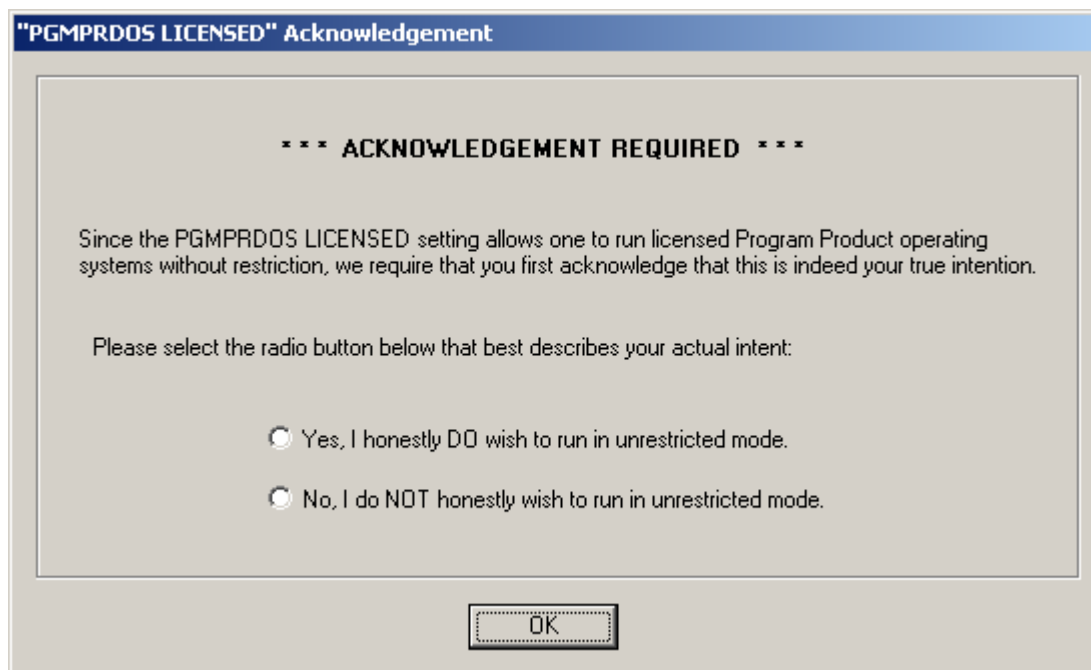 "PGMPRDOS LICENSED" Acknowledgement
*** ACKNOWLEDGEMENT REQUIRED ***
Since the PGMPRDOS LICENSED setting allows one to run licensed Program Product operating
systems without restriction, we require that you first acknowledge that this is indeed your true intention.
Please select the radio button below that best describes your actual intent:
Yes, I honestly DO wish to run in unrestricted mode.
No, I do NOT honestly wish to run in unrestricted mode.
OK